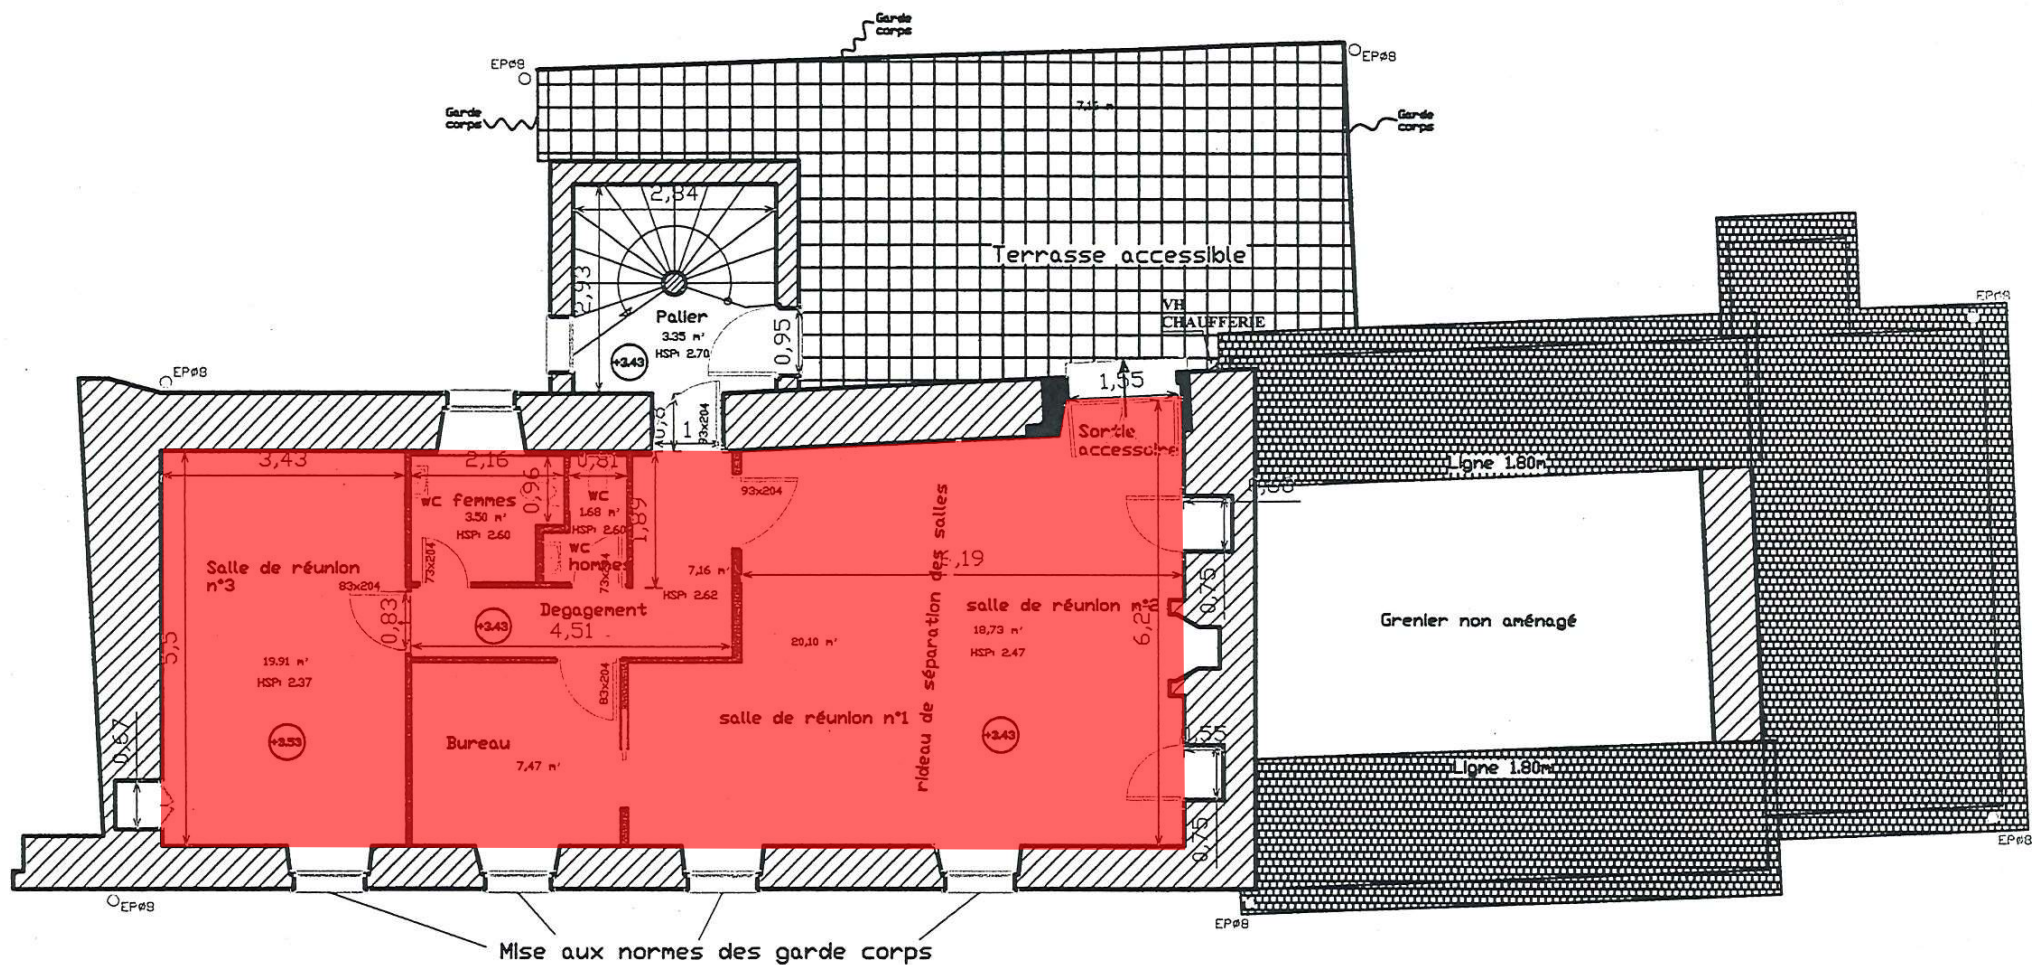 Garde
corps
EPØ8
EPØ8
Garde
corps
7,15 m²
Garde
corps
2,84
2,93
Terrasse accessible
Palier
3.35 m²
HSP: 2.70
+3.43
0,95
VH
CHAUFFERIE
EPØ8
EPØ8
1,55
93x204
1
Sortie
accessoire
3,43
2,16
0,81
0,96
1,89
WC femmes
3.50 m²
HSP: 2.60
WC
1.68 m²
HSP: 2.60
WC
hommes
73x204
93x204
Ligne 1.80m
rideau de séparation des salles
Salle de réunion
n°3
83x204
0,83
7,16 m²
HSP: 2.62
Dégagement
+3.43
4,51
salle de réunion n°2
18,73 m²
HSP: 2.47
20,10 m²
0,75
Grenier non aménagé
5,5
19.91 m²
HSP: 2.37
83x204
+3.53
Bureau
7,47 m²
salle de réunion n°1
+3.43
0,67
Ligne 1.80m
0,75
EPØ8
EPØ8
EPØ8
Mise aux normes des garde corps